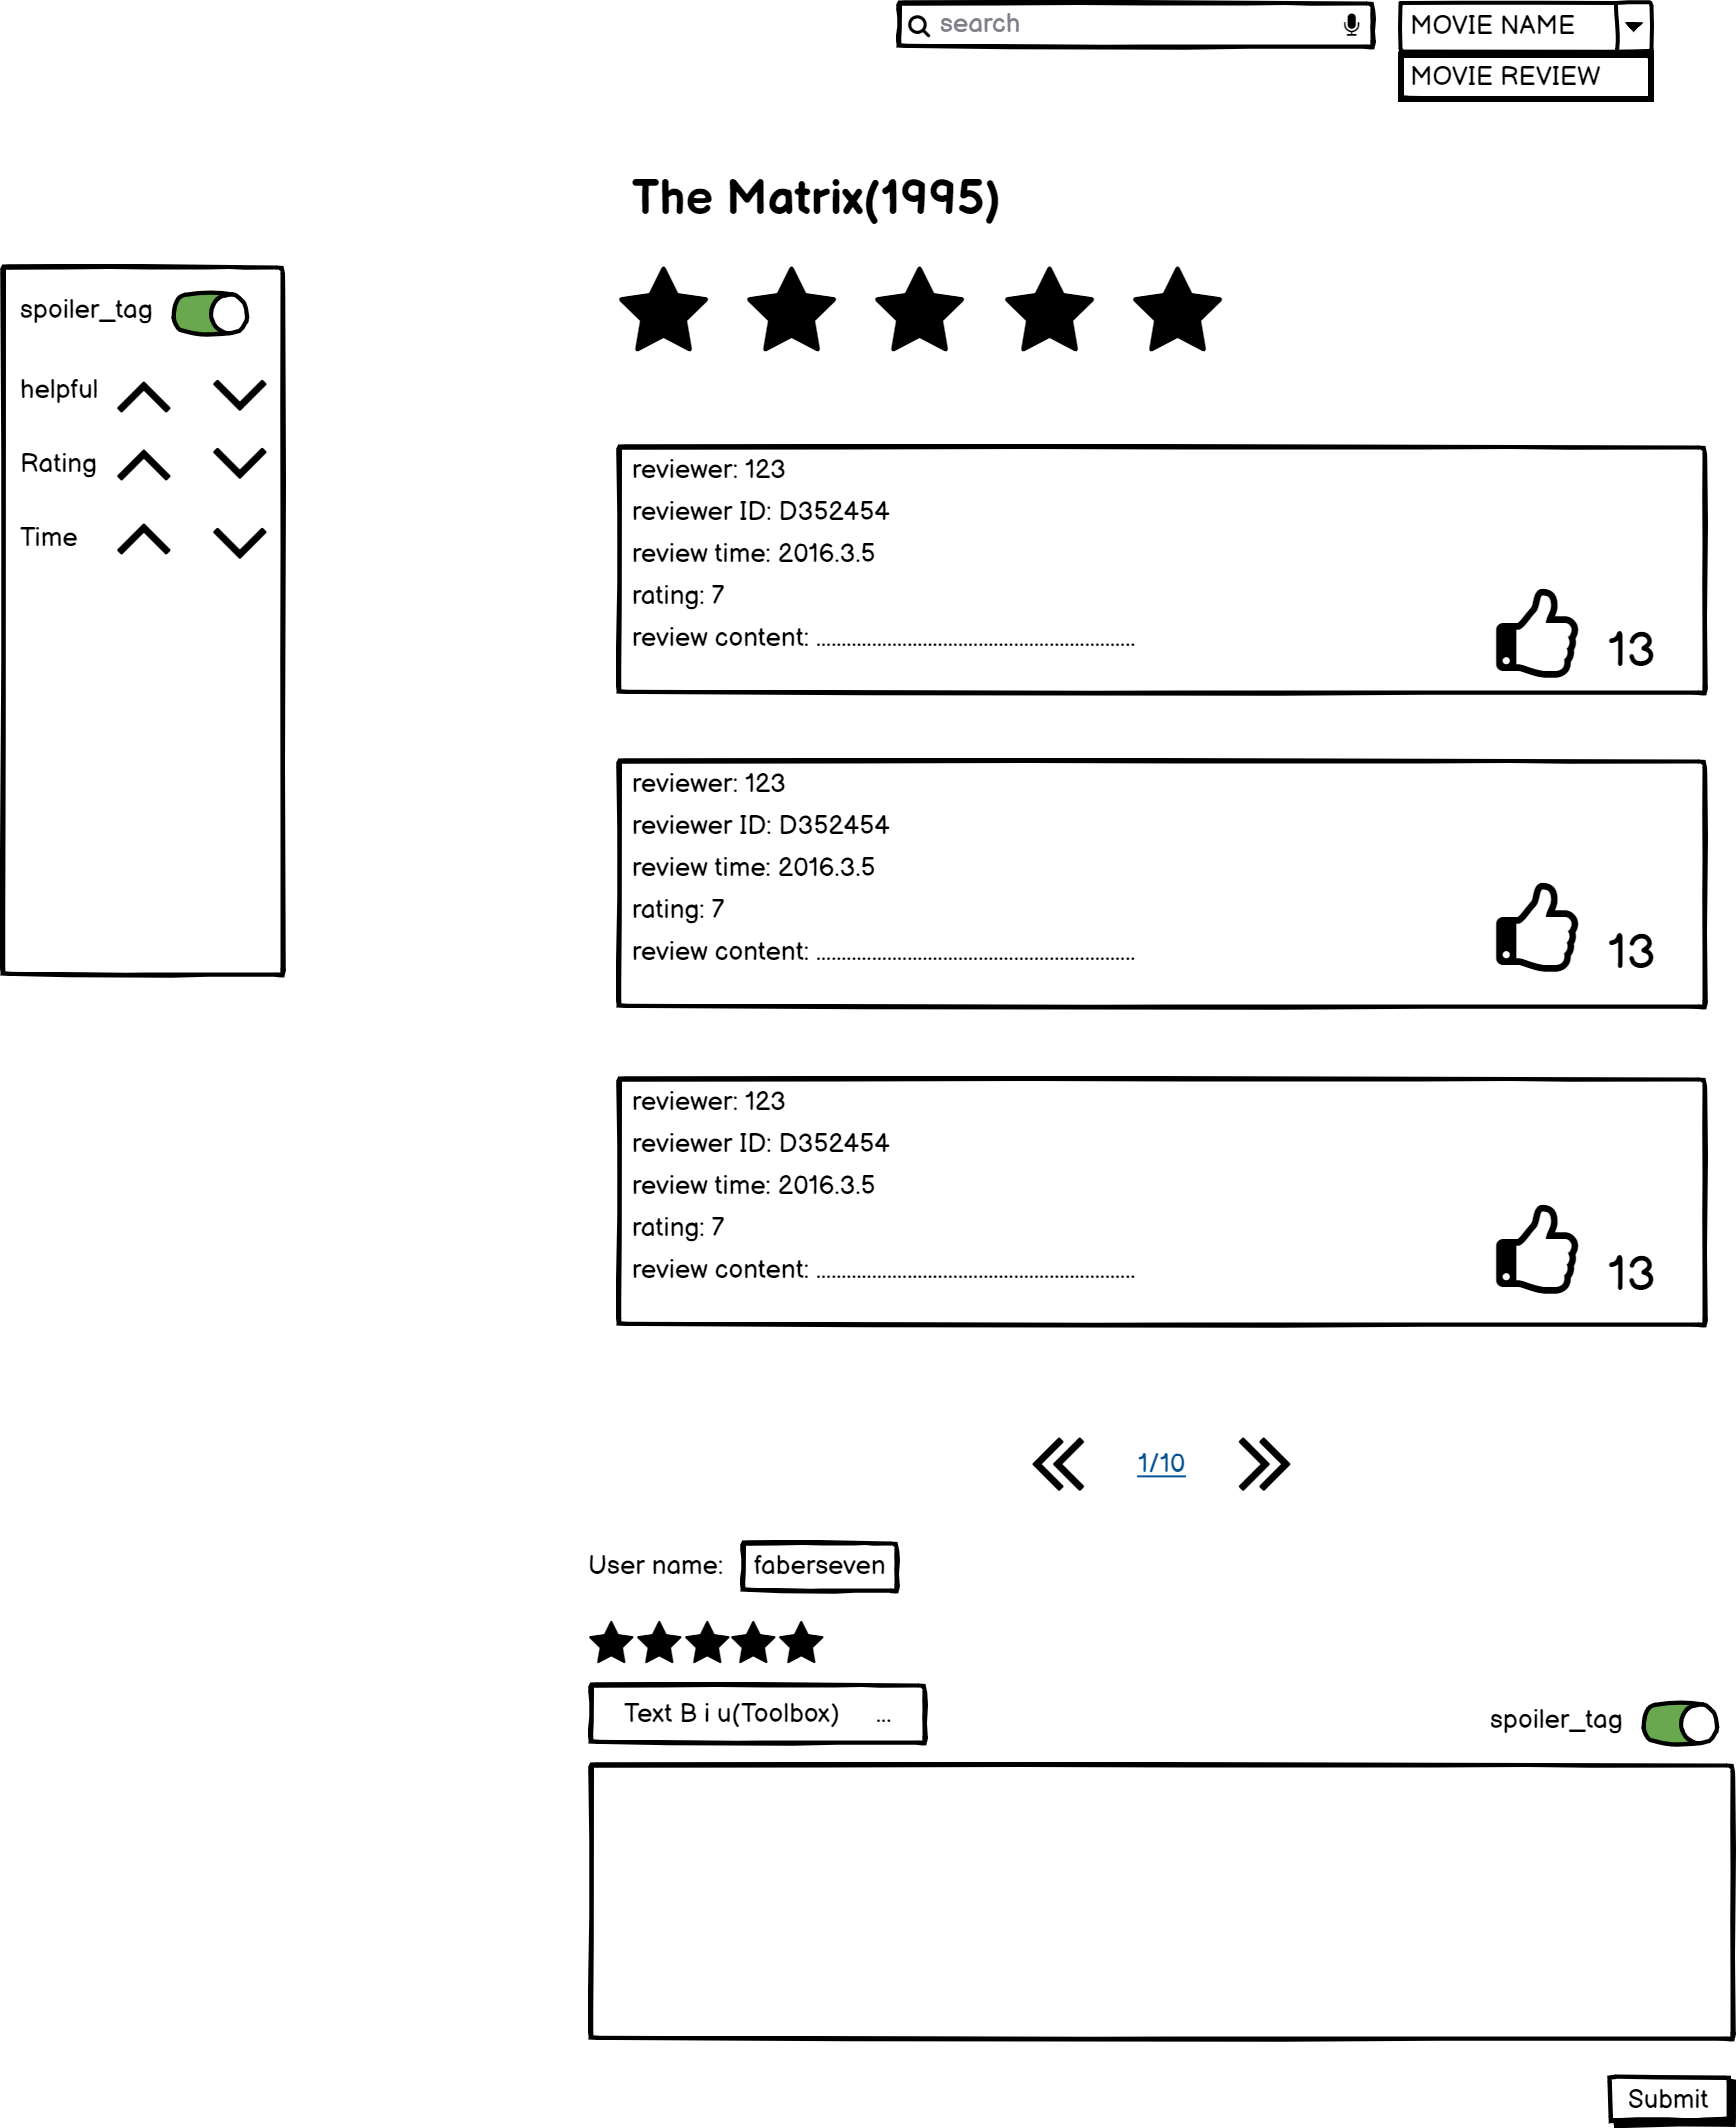 search
MOVIE NAME
MOVIE REVIEW
The Matrix(1995)
spoiler_tag
helpful
Rating
Time
reviewer: 123
reviewer ID: D352454
review time: 2016.3.5
rating: 7
review content: ...............................................................
13
reviewer: 123
reviewer ID: D352454
review time: 2016.3.5
rating: 7
review content: ...............................................................
13
reviewer: 123
reviewer ID: D352454
review time: 2016.3.5
rating: 7
review content: ...............................................................
13
1/10
User name: faberseven
Text B i u(Toolbox) ...
spoiler_tag
Submit